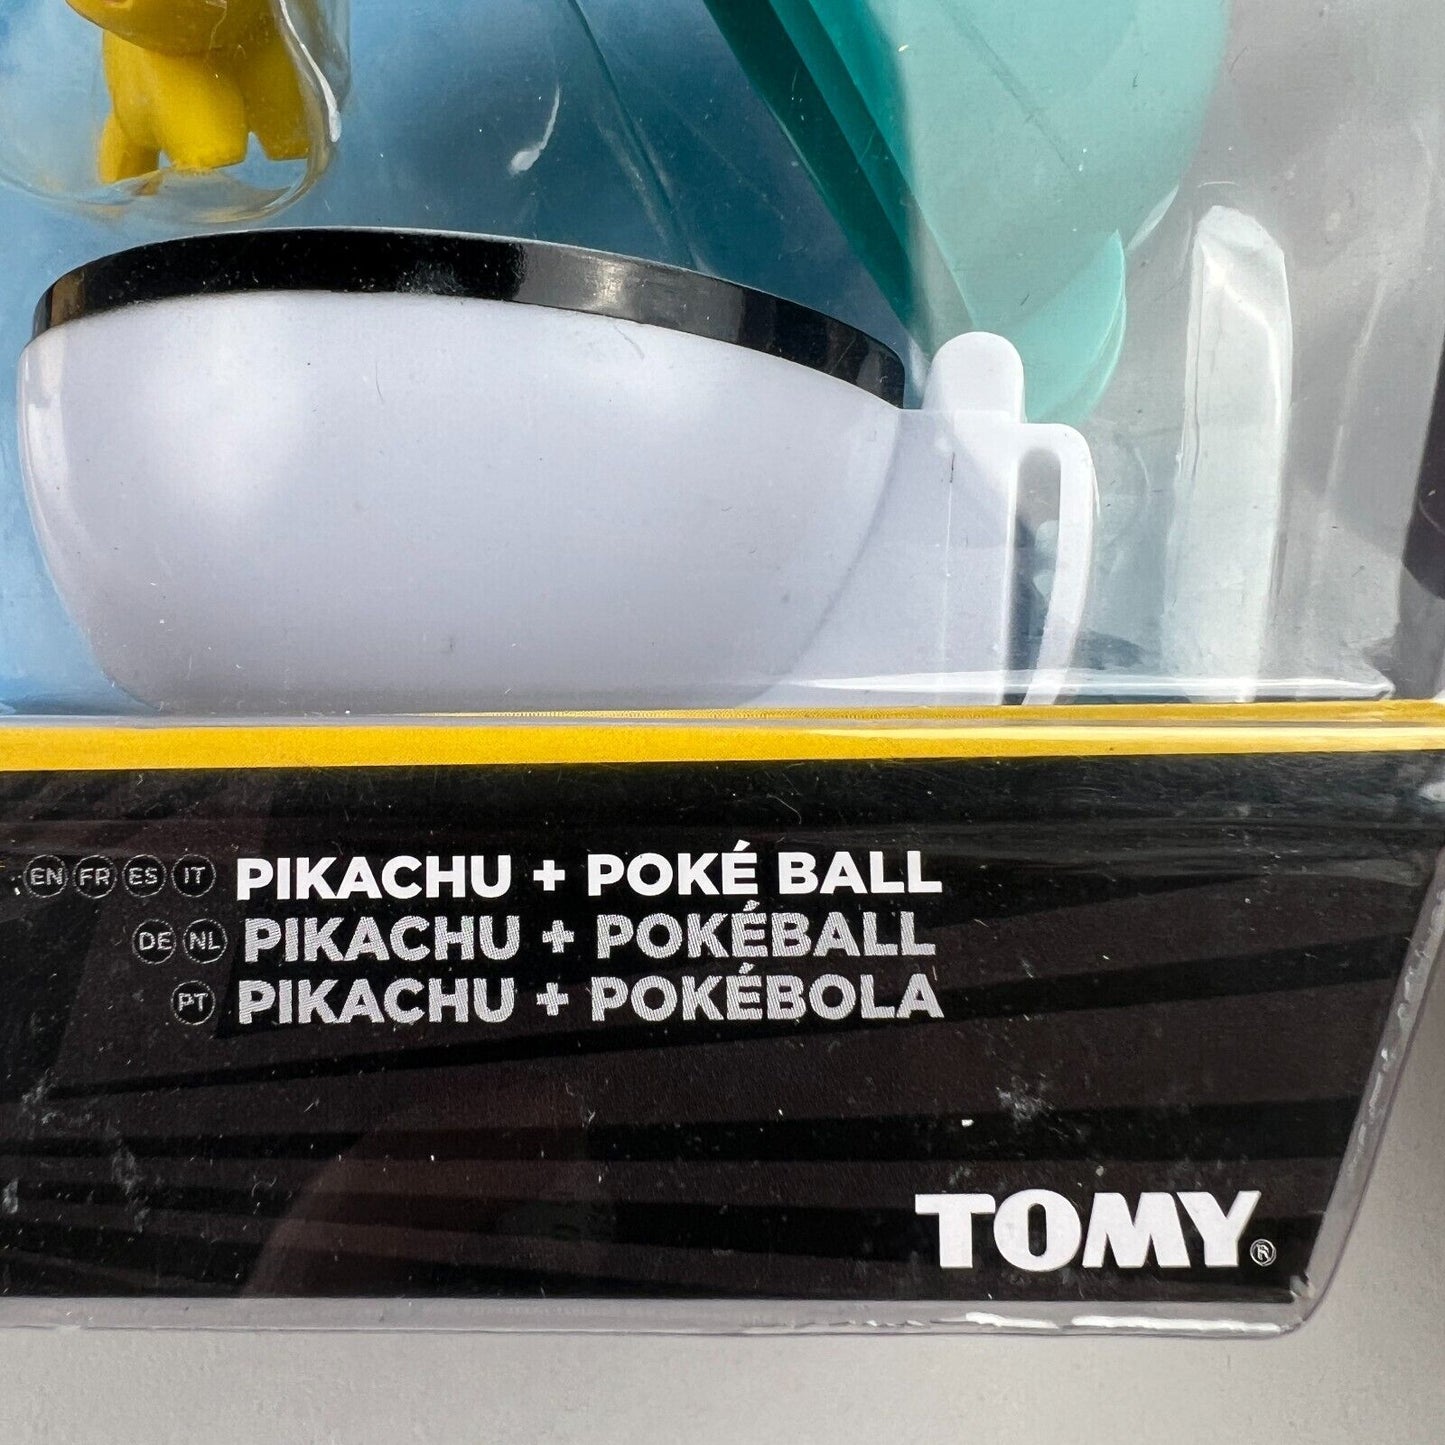 EN FR ES IT PIKACHU + POKÉ BALL
DE NL PIKACHU + POKÉBALL
PT PIKACHU + POKÉBOLA
TOMY®